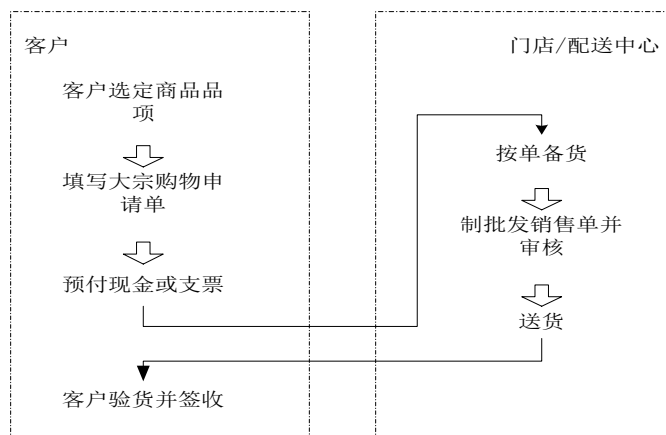 客户
客户选定商品品
项
填写大宗购物申
请单
预付现金或支票
客户验货并签收
门店/配送中心
按单备货
制批发销售单并
审核
送货